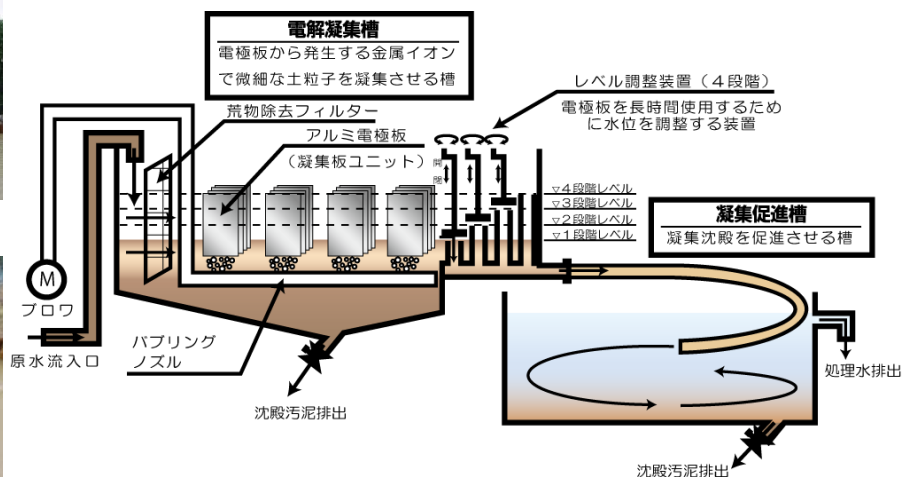 電解凝集槽
電極板から発生する金属イオン
で微細な土粒子を凝集させる槽
レベル調整装置（４段階）
電極板を長時間使用するため
に水位を調整する装置
荒物除去フィルター
アルミ電極板
（凝集板ユニット）
開
閉
▽４段階レベル
▽３段階レベル
▽２段階レベル
▽１段階レベル
凝集促進槽
凝集沈殿を促進させる槽
M
ブロワ
原水流入口
バブリング
ノズル
沈殿汚泥排出
処理水排出
沈殿汚泥排出